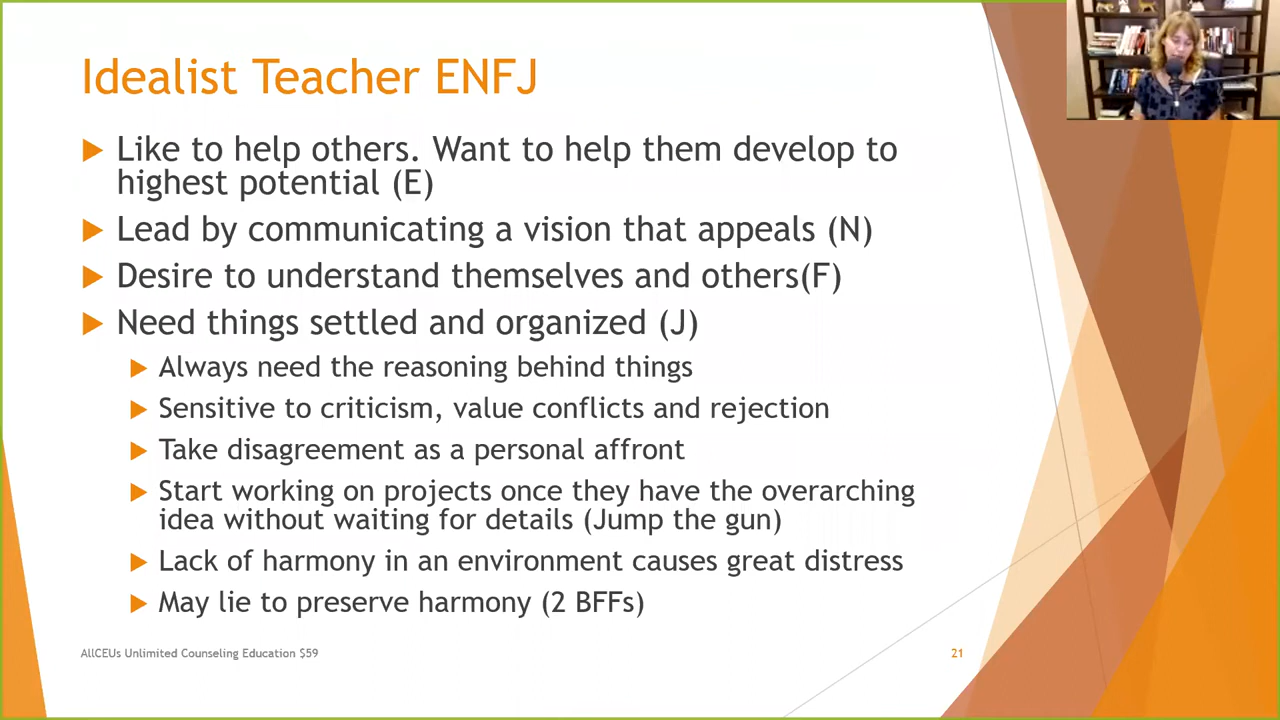 Idealist Teacher ENFJ
Like to help others. Want to help them develop to
highest potential (E)
Lead by communicating a vision that appeals (N)
Desire to understand themselves and others(F)
Need things settled and organized (J)
Always need the reasoning behind things
Sensitive to criticism, value conflicts and rejection
Take disagreement as a personal affront
Start working on projects once they have the overarching
idea without waiting for details (Jump the gun)
Lack of harmony in an environment causes great distress
May lie to preserve harmony (2 BFFs)
AllCEUs Unlimited Counseling Education $59
21